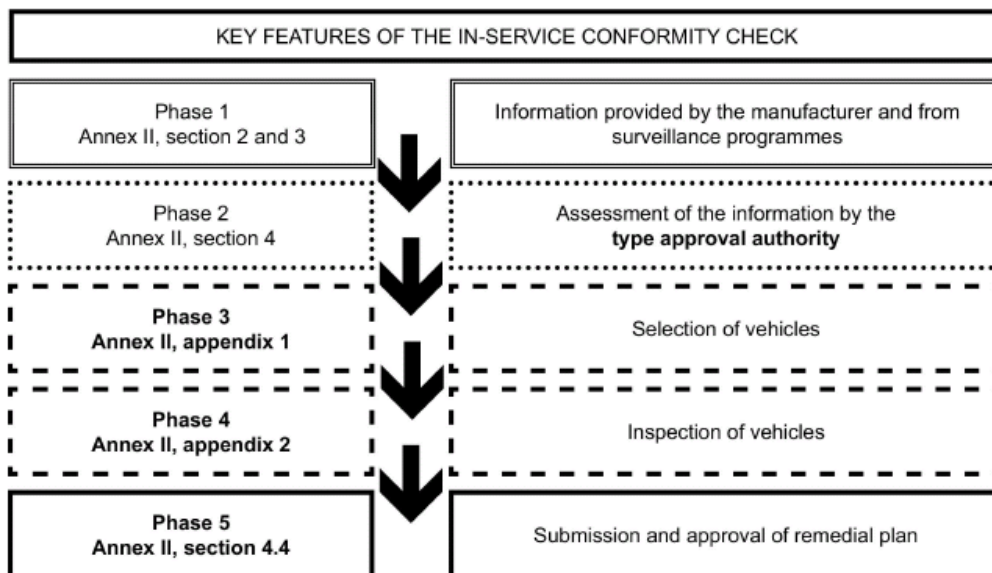 KEY FEATURES OF THE IN-SERVICE CONFORMITY CHECK
Phase 1
Annex II, section 2 and 3
Information provided by the manufacturer and from
surveillance programmes
Phase 2
Annex II, section 4
Assessment of the information by the
type approval authority
Phase 3
Annex II, appendix 1
Selection of vehicles
Phase 4
Annex II, appendix 2
Inspection of vehicles
Phase 5
Annex II, section 4.4
Submission and approval of remedial plan